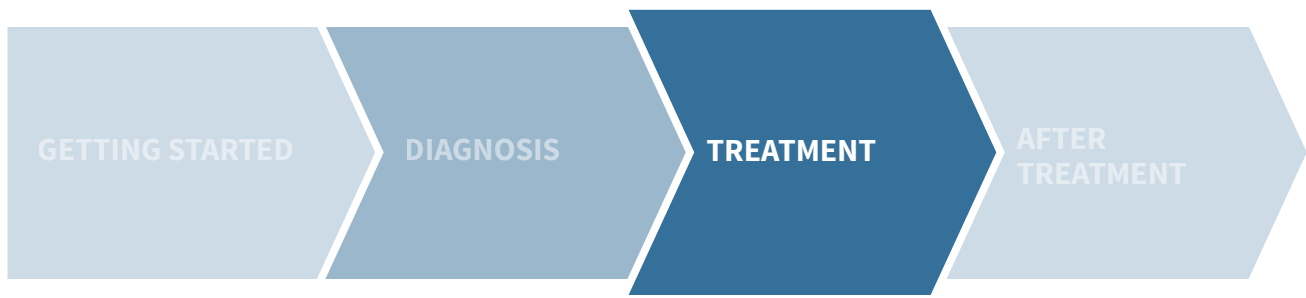 GETTING STARTED
DIAGNOSIS
TREATMENT
AFTER
TREATMENT